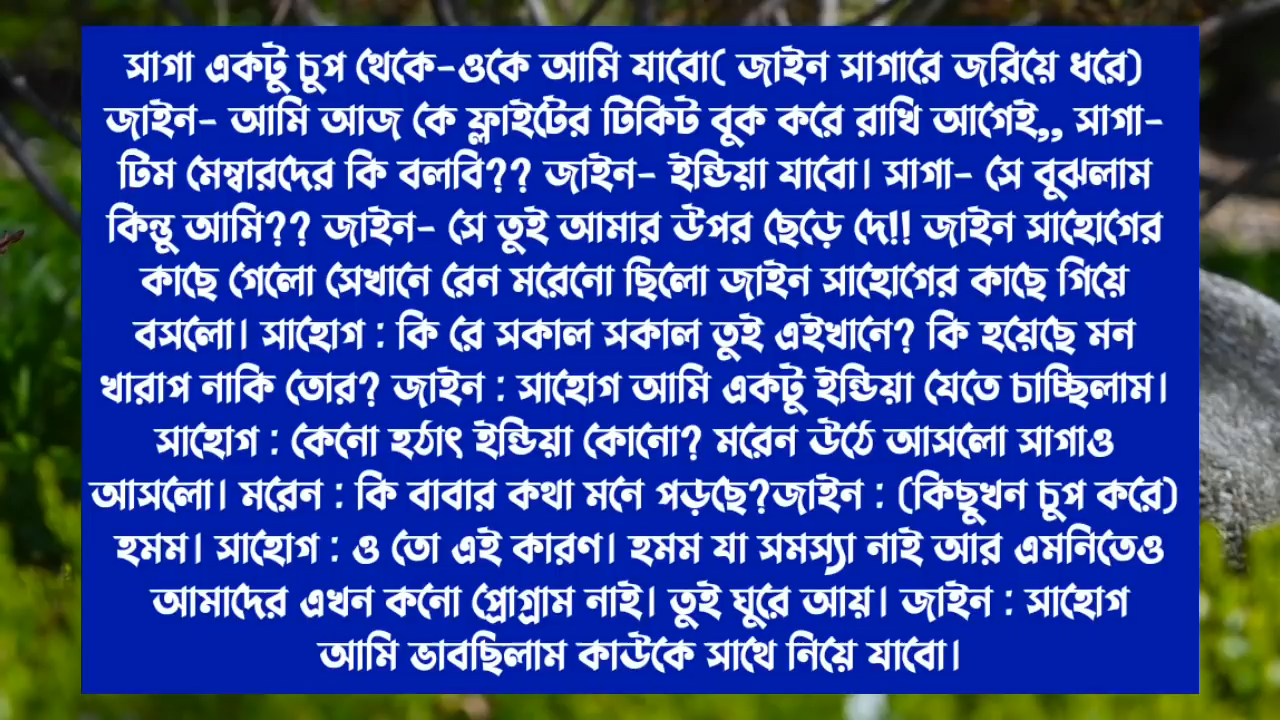 সাগা একটু চুপ থেকে-ওকে আমি যাবো( জাইন সাগারে জরিয়ে ধরে)
জাইন- আমি আজ কে ফ্লাইটের টিকিট বুক করে রাখি আগেই,, সাগা-
টিম মেম্বারদের কি বলবি?? জাইন- ইন্ডিয়া যাবো। সাগা- সে বুঝলাম
কিন্তু আমি?? জাইন- সে তুই আমার উপর ছেড়ে দে!! জাইন সাহোগের
কাছে গেলো সেখানে রেন মরেনো ছিলো জাইন সাহোগের কাছে গিয়ে
বসলো। সাহোগ : কি রে সকাল সকাল তুই এইখানে? কি হয়েছে মন
খারাপ নাকি তোর? জাইন : সাহোগ আমি একটু ইন্ডিয়া যেতে চাচ্ছিলাম।
সাহোগ : কেনো হঠাৎ ইন্ডিয়া কোনো? মরেন উঠে আসলো সাগাও
আসলো। মরেন : কি বাবার কথা মনে পড়ছে?জাইন : (কিছুখন চুপ করে)
হমম। সাহোগ : ও তো এই কারণ। হমম যা সমস্যা নাই আর এমনিতেও
আমাদের এখন কনো প্রোগ্রাম নাই। তুই ঘুরে আয়। জাইন : সাহোগ
আমি ভাবছিলাম কাউকে সাথে নিয়ে যাবো।